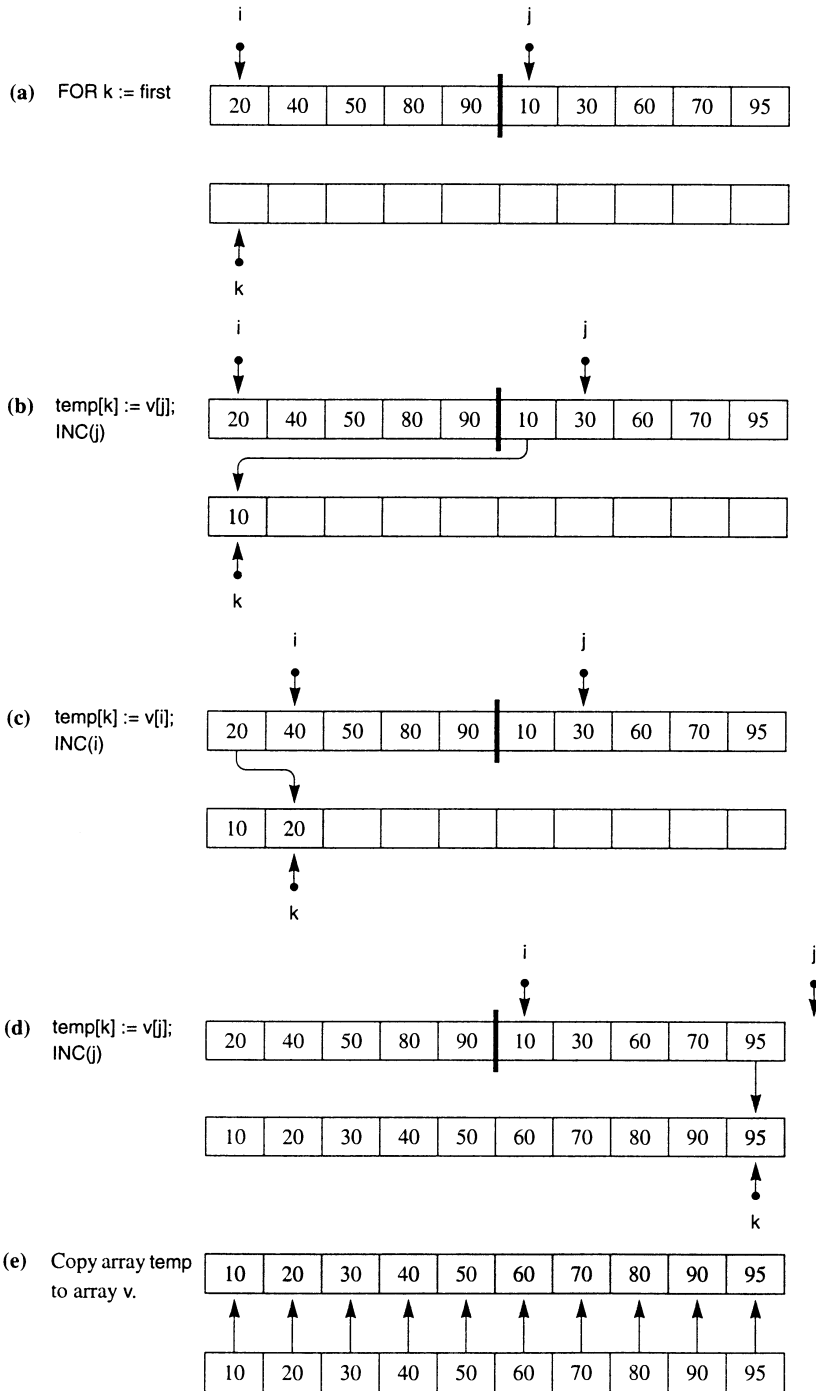 i j
(a) FOR k := first
20 40 50 80 90 10 30 60 70 95
k
i j
(b) temp[k] := v[j];
INC(j)
20 40 50 80 90 10 30 60 70 95
10
k
i j
(c) temp[k] := v[i];
INC(i)
20 40 50 80 90 10 30 60 70 95
10 20
k
i j
(d) temp[k] := v[j];
INC(j)
20 40 50 80 90 10 30 60 70 95
10 20 30 40 50 60 70 80 90 95
k
(e) Copy array temp
to array v.
10 20 30 40 50 60 70 80 90 95
10 20 30 40 50 60 70 80 90 95